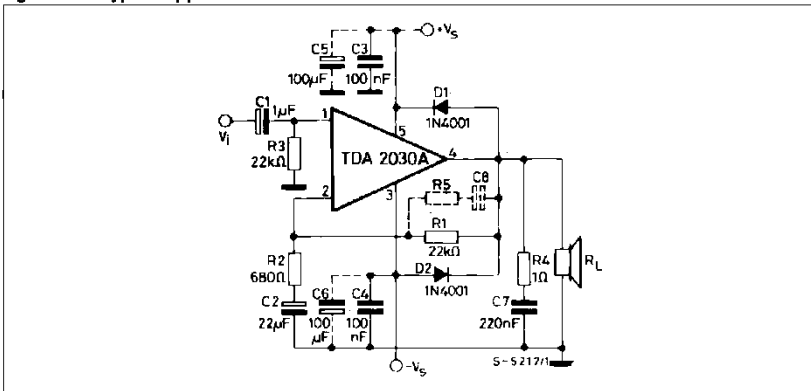 +Vs
C5
C3
100µF
100 nF
D1
1N4001
C1
1µF
Vi
1
5
R3
22kΩ
TDA 2030A
4
2
3
R5
C8
R1
22kΩ
R2
680Ω
D2
1N4001
R4
1Ω
RL
C2
22µF
C6
100
µF
C4
100
nF
C7
220nF
S-5217/1
-Vs